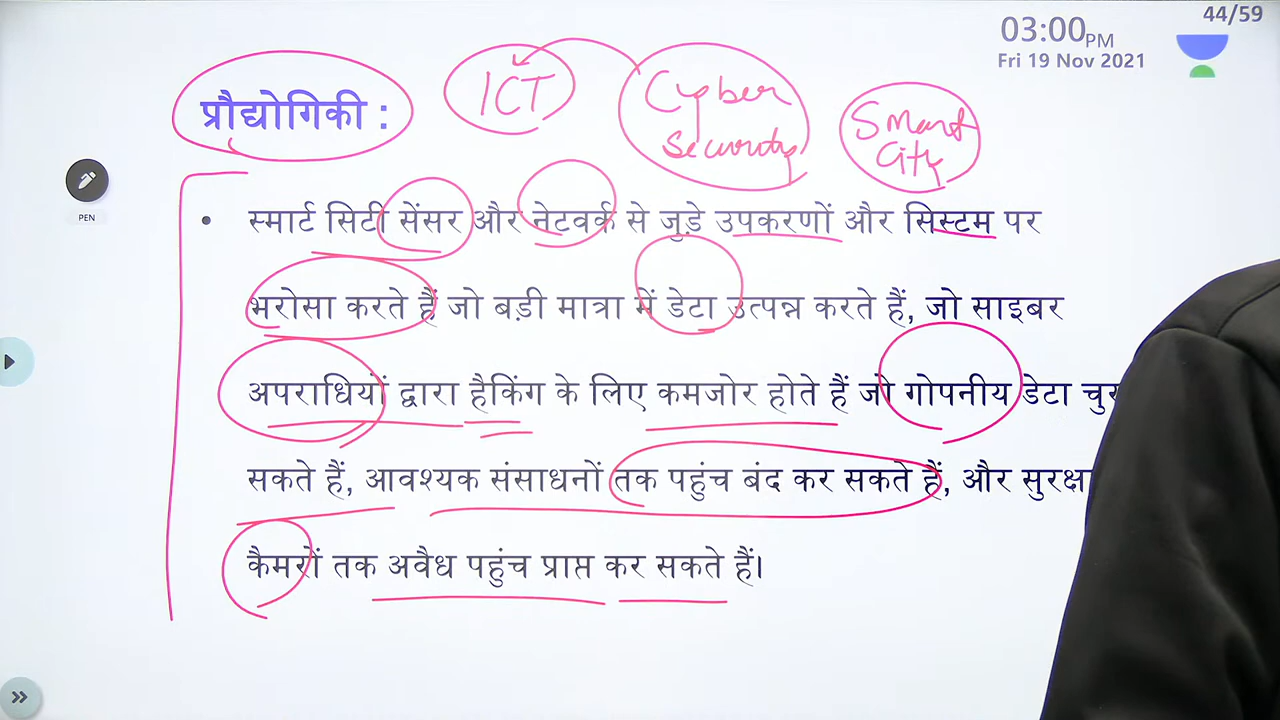 44/59
03:00 PM
Fri 19 Nov 2021
ICT
Cyber
Security
Smart
City
प्रौद्योगिकी :
PEN
• स्मार्ट सिटी सेंसर और नेटवर्क से जुड़े उपकरणों और सिस्टम पर
भरोसा करते हैं जो बड़ी मात्रा में डेटा उत्पन्न करते हैं, जो साइबर
अपराधियों द्वारा हैकिंग के लिए कमजोर होते हैं जो गोपनीय डेटा
सकते हैं, आवश्यक संसाधनों तक पहुंच बंद कर सकते हैं, और सुरक्षा
कैमरों तक अवैध पहुंच प्राप्त कर सकते हैं।